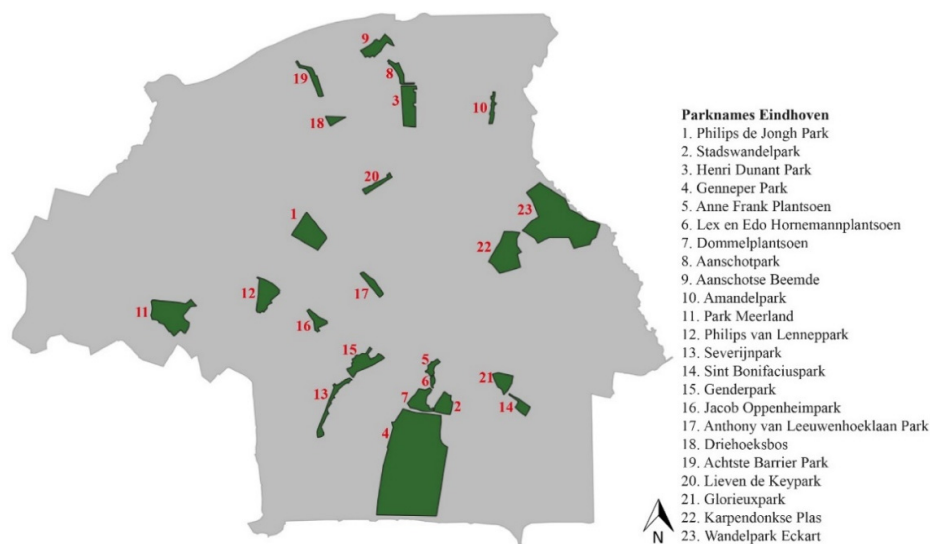 9
19
8
3
10
18
20
1
23
22
12
17
11
16
15
5
13
6
21
7
2
14
4
Parknames Eindhoven
1. Philips de Jongh Park
2. Stadswandelpark
3. Henri Dunant Park
4. Genneper Park
5. Anne Frank Plantsoen
6. Lex en Edo Hornemannplantsoen
7. Dommelplantsoen
8. Aanschotpark
9. Aanschotse Beemde
10. Amandelpark
11. Park Meerland
12. Philips van Lenneppark
13. Severijnpark
14. Sint Bonifaciuspark
15. Genderpark
16. Jacob Oppenheimpark
17. Anthony van Leeuwenhoeklaan Park
18. Driehoeksbos
19. Achtste Barrier Park
20. Lieven de Keypark
21. Glorieuxpark
22. Karpendonkse Plas
23. Wandelpark Eckart
N